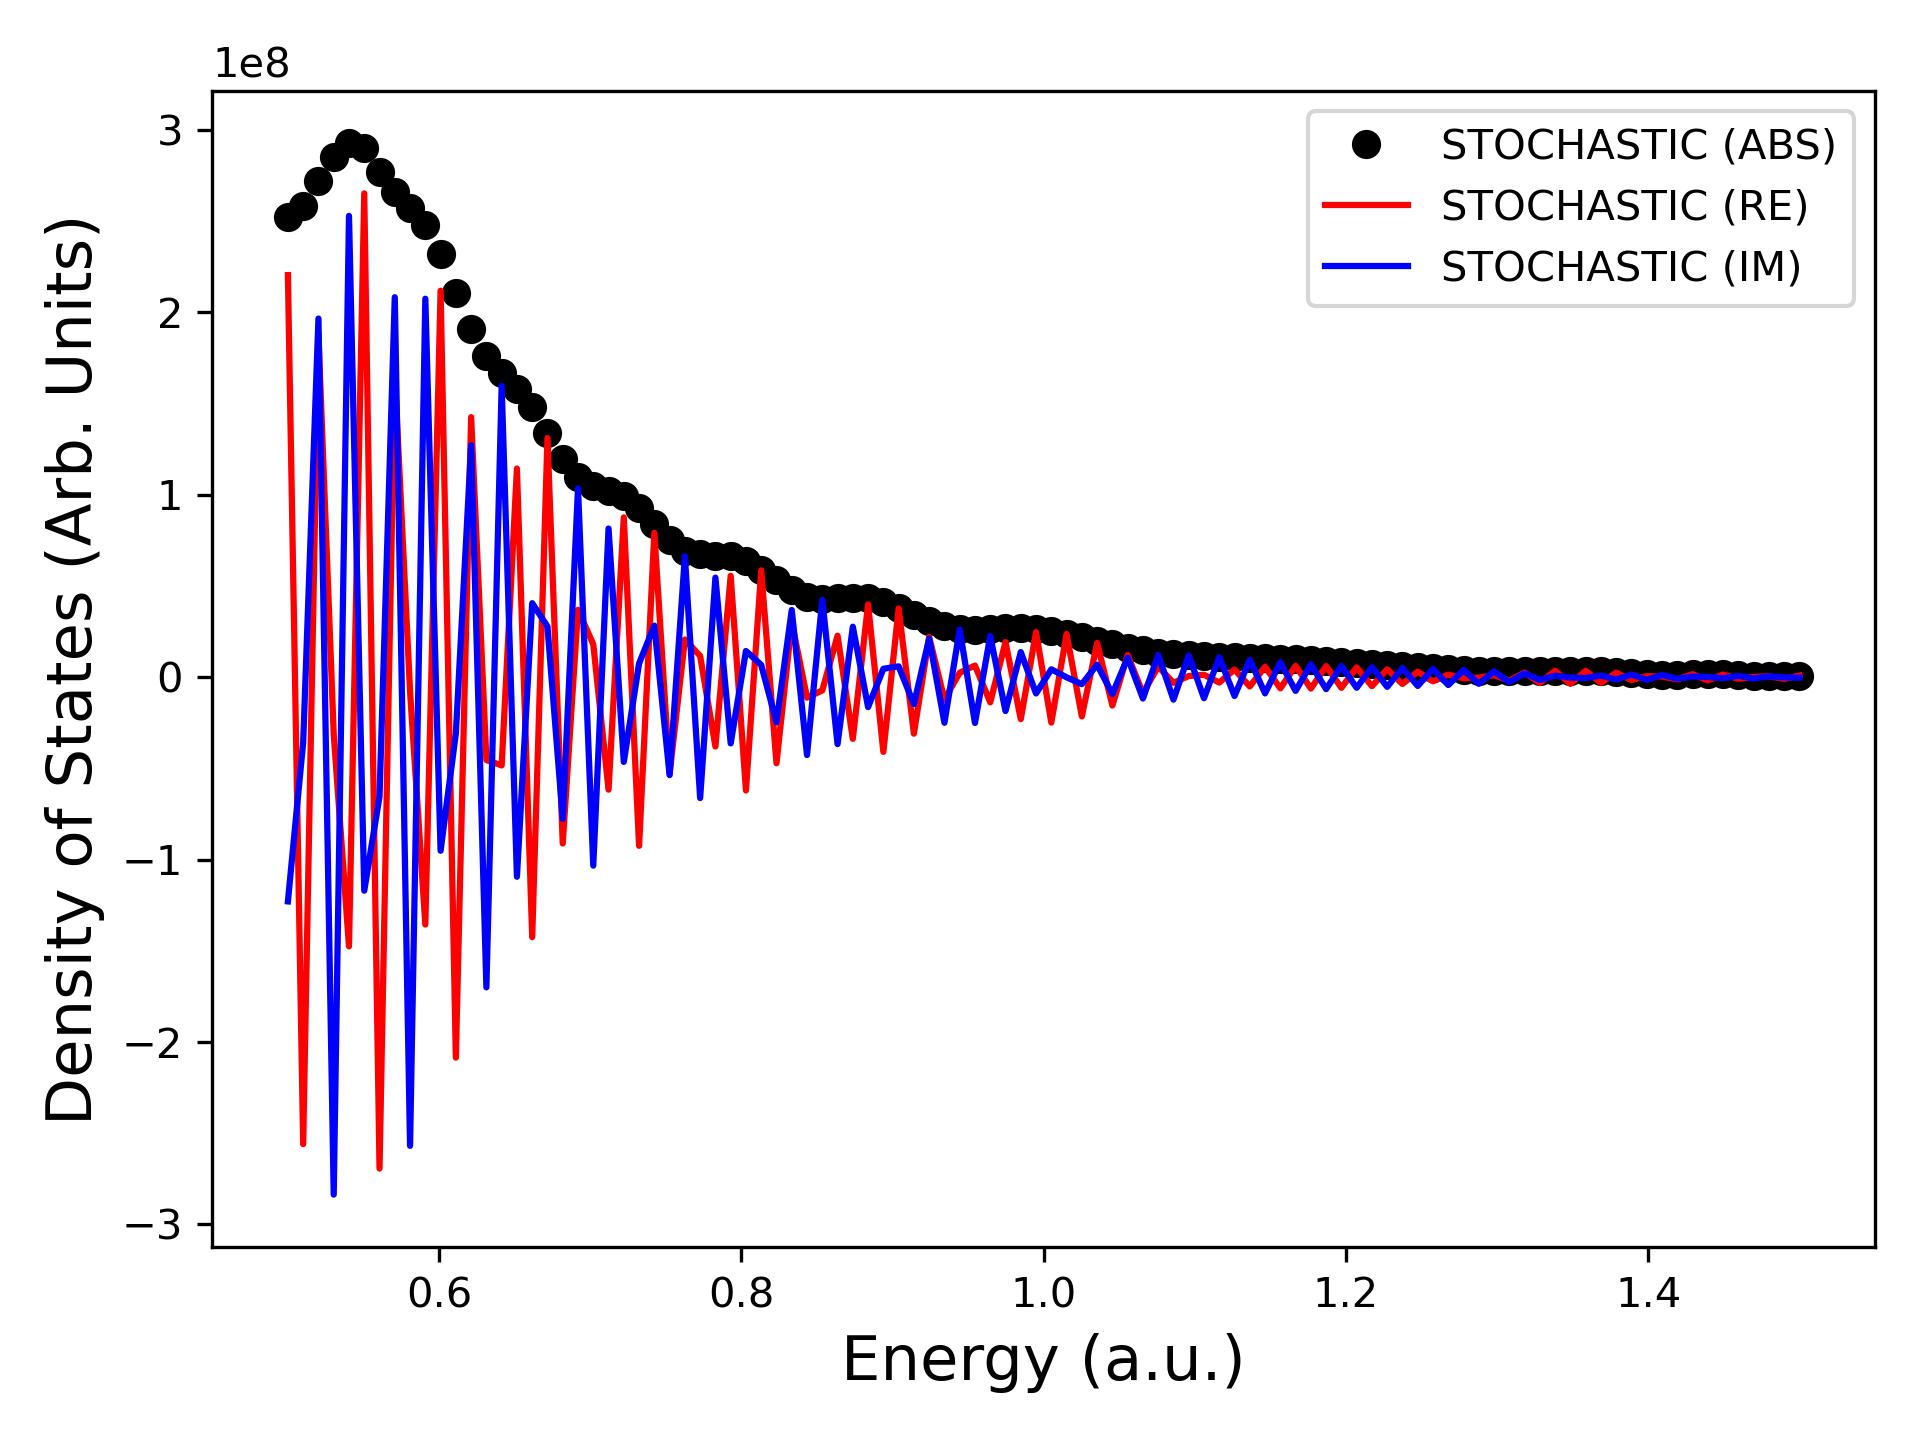 1e8
3
2
1
0
−1
−2
−3
Density of States (Arb. Units)
STOCHASTIC (ABS)
STOCHASTIC (RE)
STOCHASTIC (IM)
0.6 0.8 1.0 1.2 1.4
Energy (a.u.)